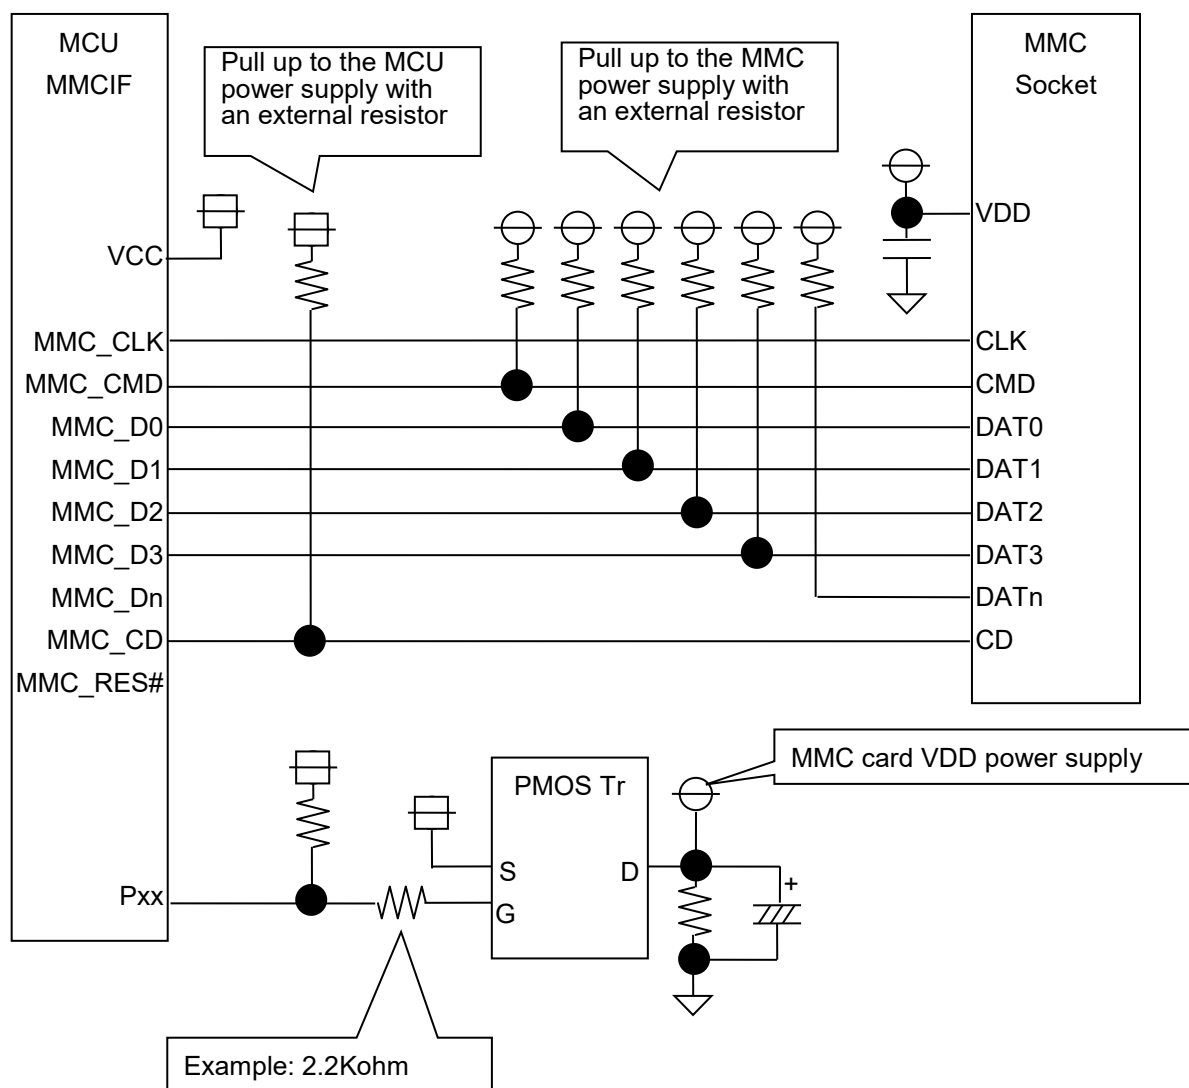 MCU
MMCIF
Pull up to the MCU
power supply with
an external resistor
Pull up to the MMC
power supply with
an external resistor
MMC
Socket
VCC
VDD
MMC_CLK
CLK
MMC_CMD
CMD
MMC_D0
DAT0
MMC_D1
DAT1
MMC_D2
DAT2
MMC_D3
DAT3
MMC_Dn
DATn
MMC_CD
CD
MMC_RES#
MMC card VDD power supply
PMOS Tr
S
D
G
Pxx
+
Example: 2.2Kohm